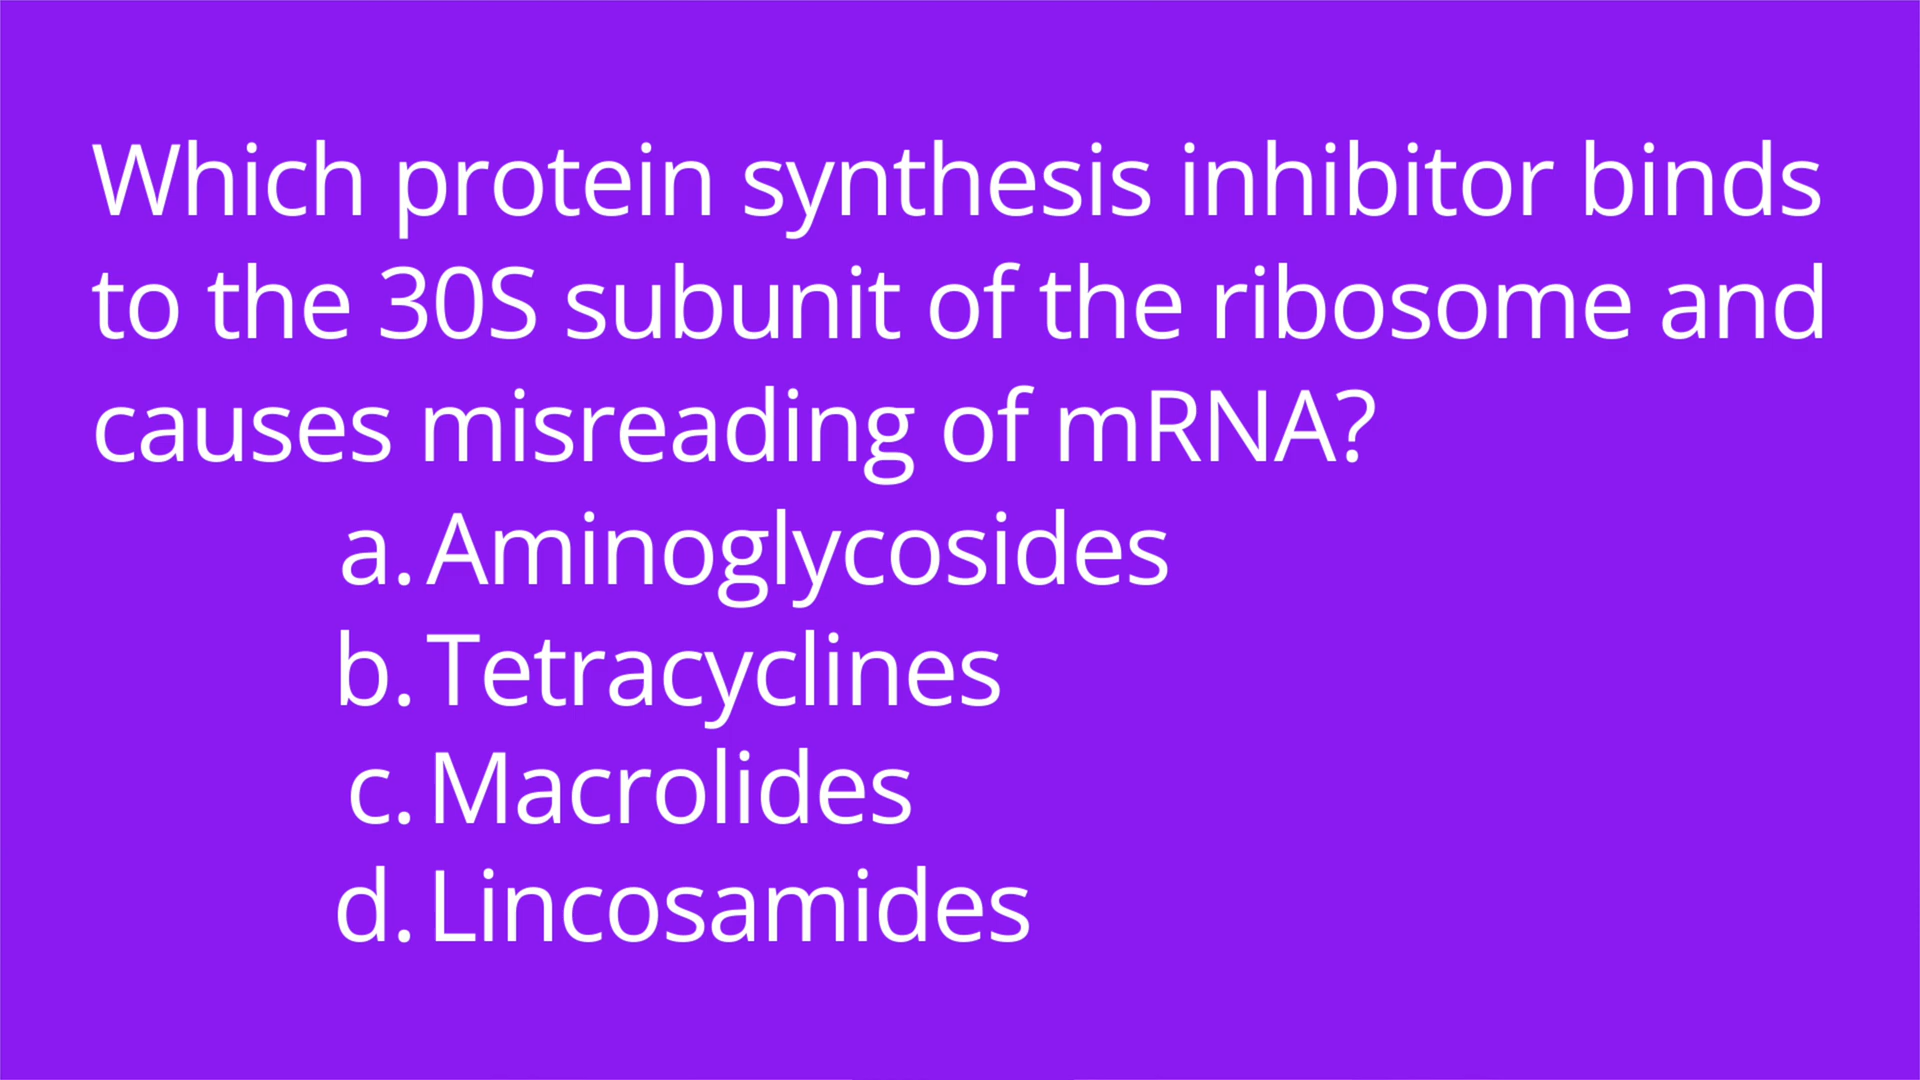 Which protein synthesis inhibitor binds
to the 30S subunit of the ribosome and
causes misreading of mRNA?
a. Aminoglycosides
b. Tetracyclines
c. Macrolides
d. Lincosamides